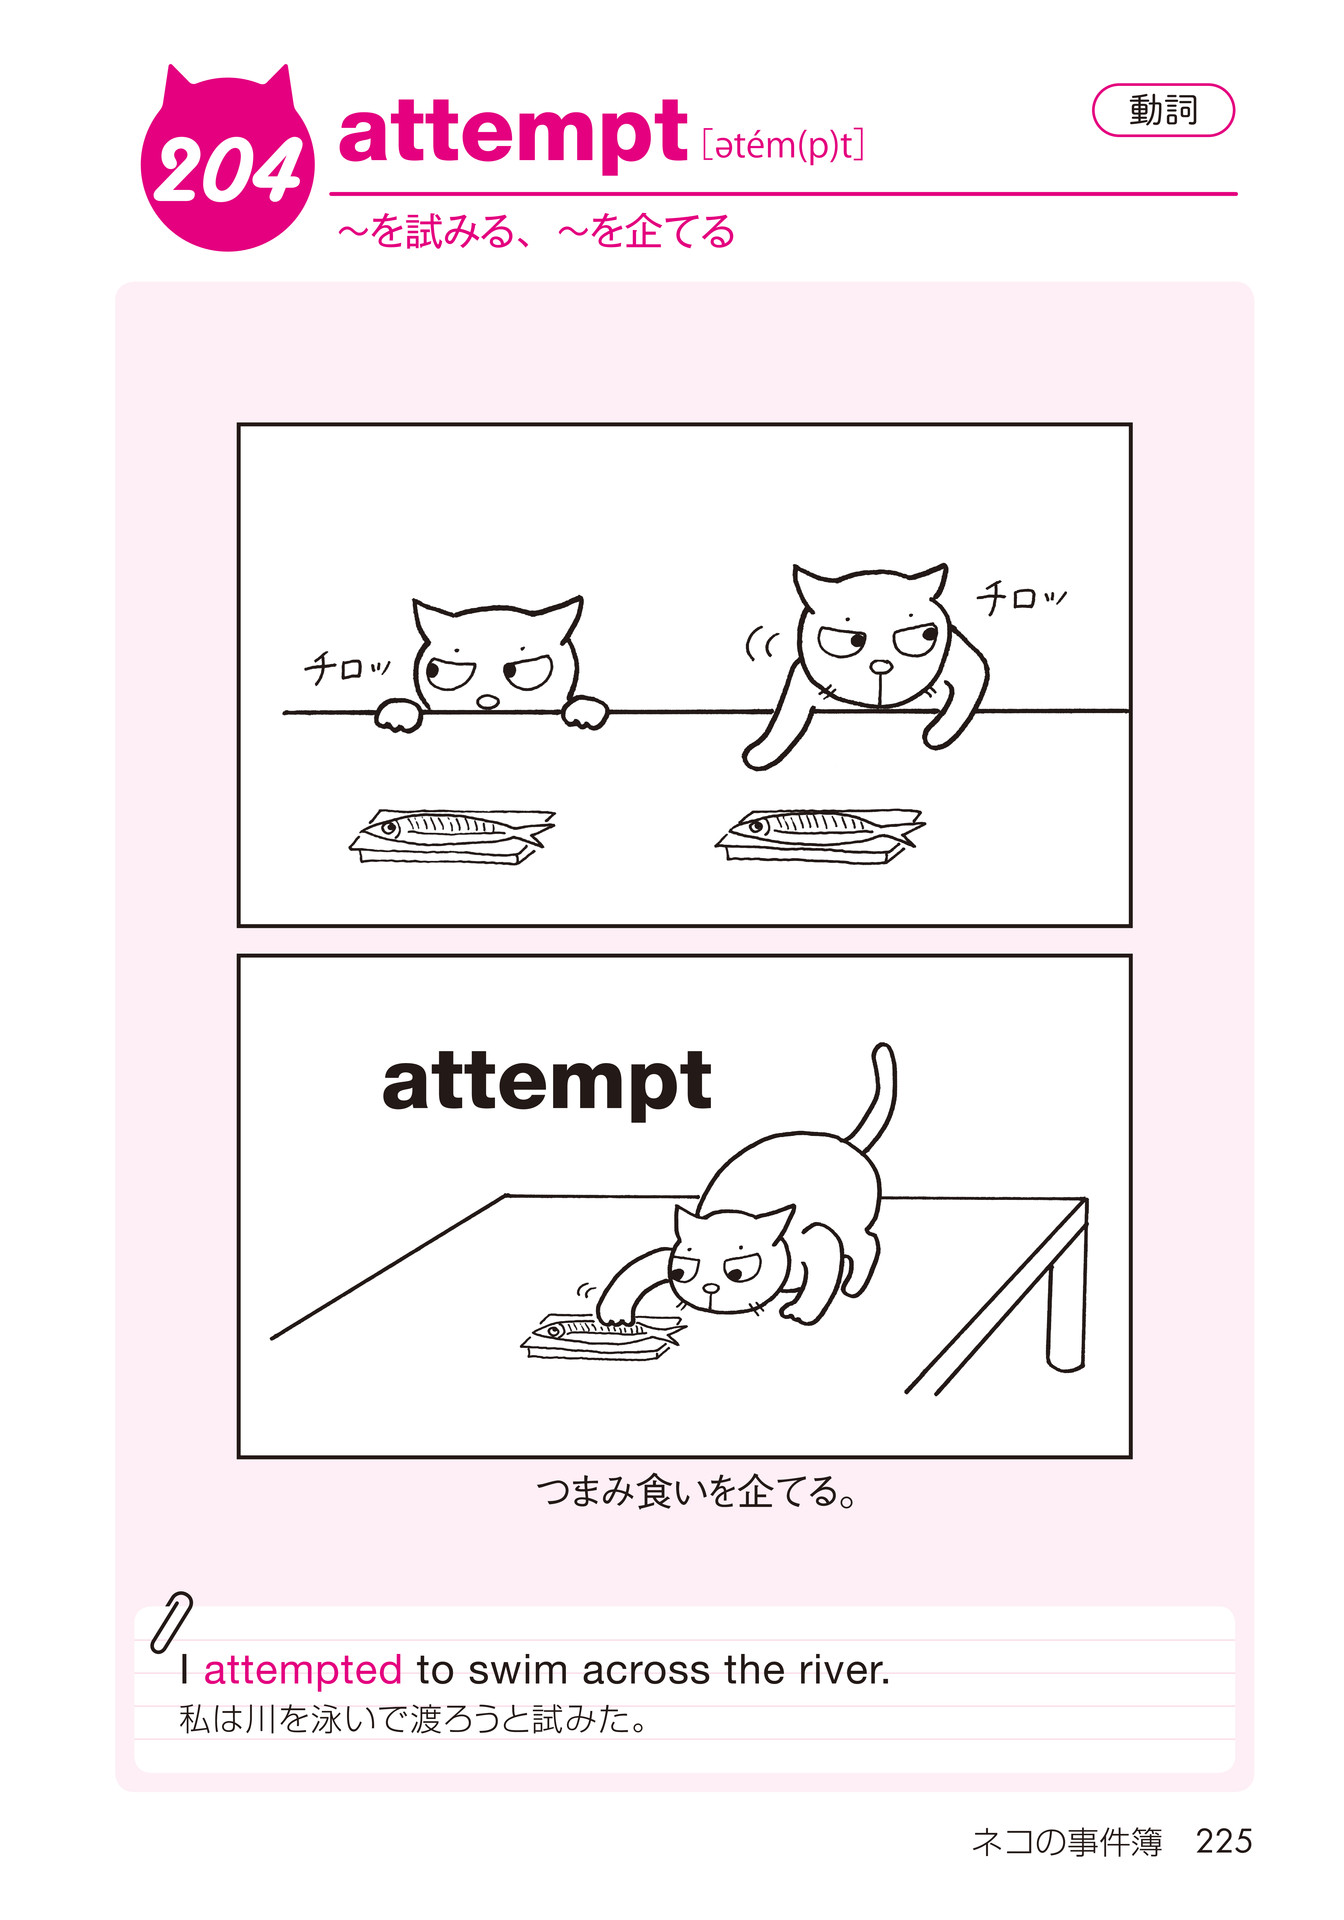 204
attempt [ətém(p)t]
動詞
～を試みる、～を企てる
チロッ
チロッ
attempt
つまみ食いを企てる。
I attempted to swim across the river.
私は川を泳いで渡ろうと試みた。
ネコの事件簿 225